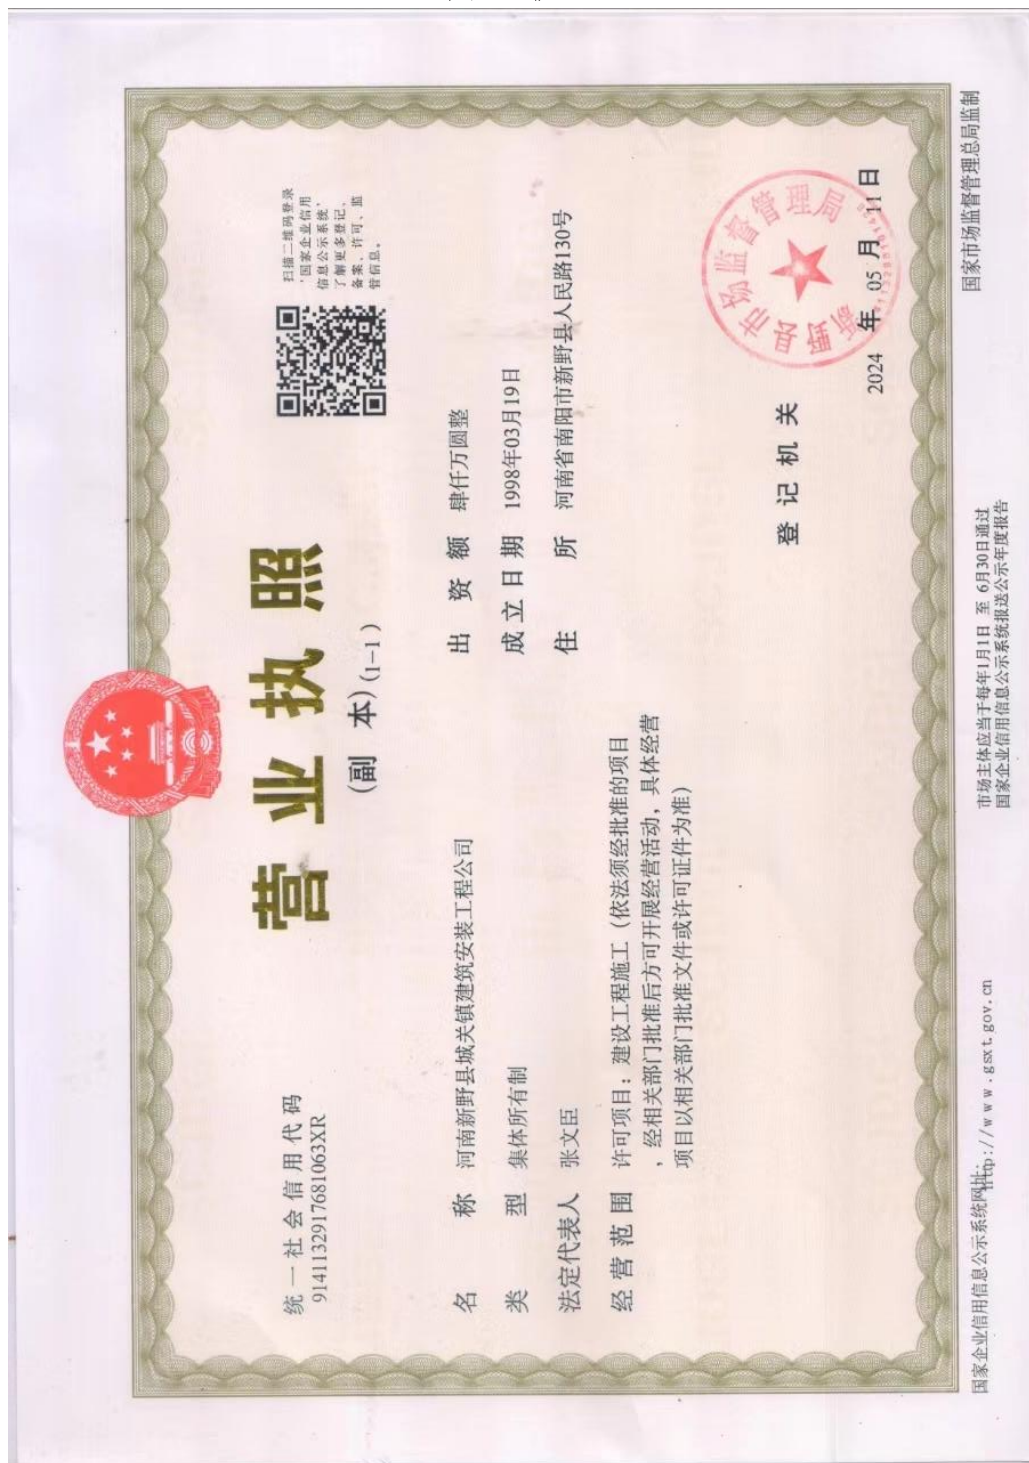 统一社会信用代码
91411329176810 63XR
扫描二维码登录
'国家企业信用
信息公示系统'
了解更多登记、
备案、许可、监
管信息。
营业执照
(副 本) (1-1)
名 称 河南新野县城关镇建筑安装工程公司
类 型 集体所有制
法定代表人 张文臣
经营范围 许可项目：建设工程施工（依法须经批准的项目
，经相关部门批准后方可开展经营活动，具体经营
项目以相关部门批准文件或许可证件为准）
出 资 额 肆仟万圆整
成立日期 1998年03月19日
住 所 河南省南阳市新野县人民路130号
登记机关
新野县市场监督管理局
2024 年 05 月 11 日
国家企业信用信息公示系统网址：http://www.gsxt.gov.cn
市场主体应当于每年1月1日 至 6月30日通过
国家企业信用信息公示系统报送公示年度报告
国家市场监督管理总局监制